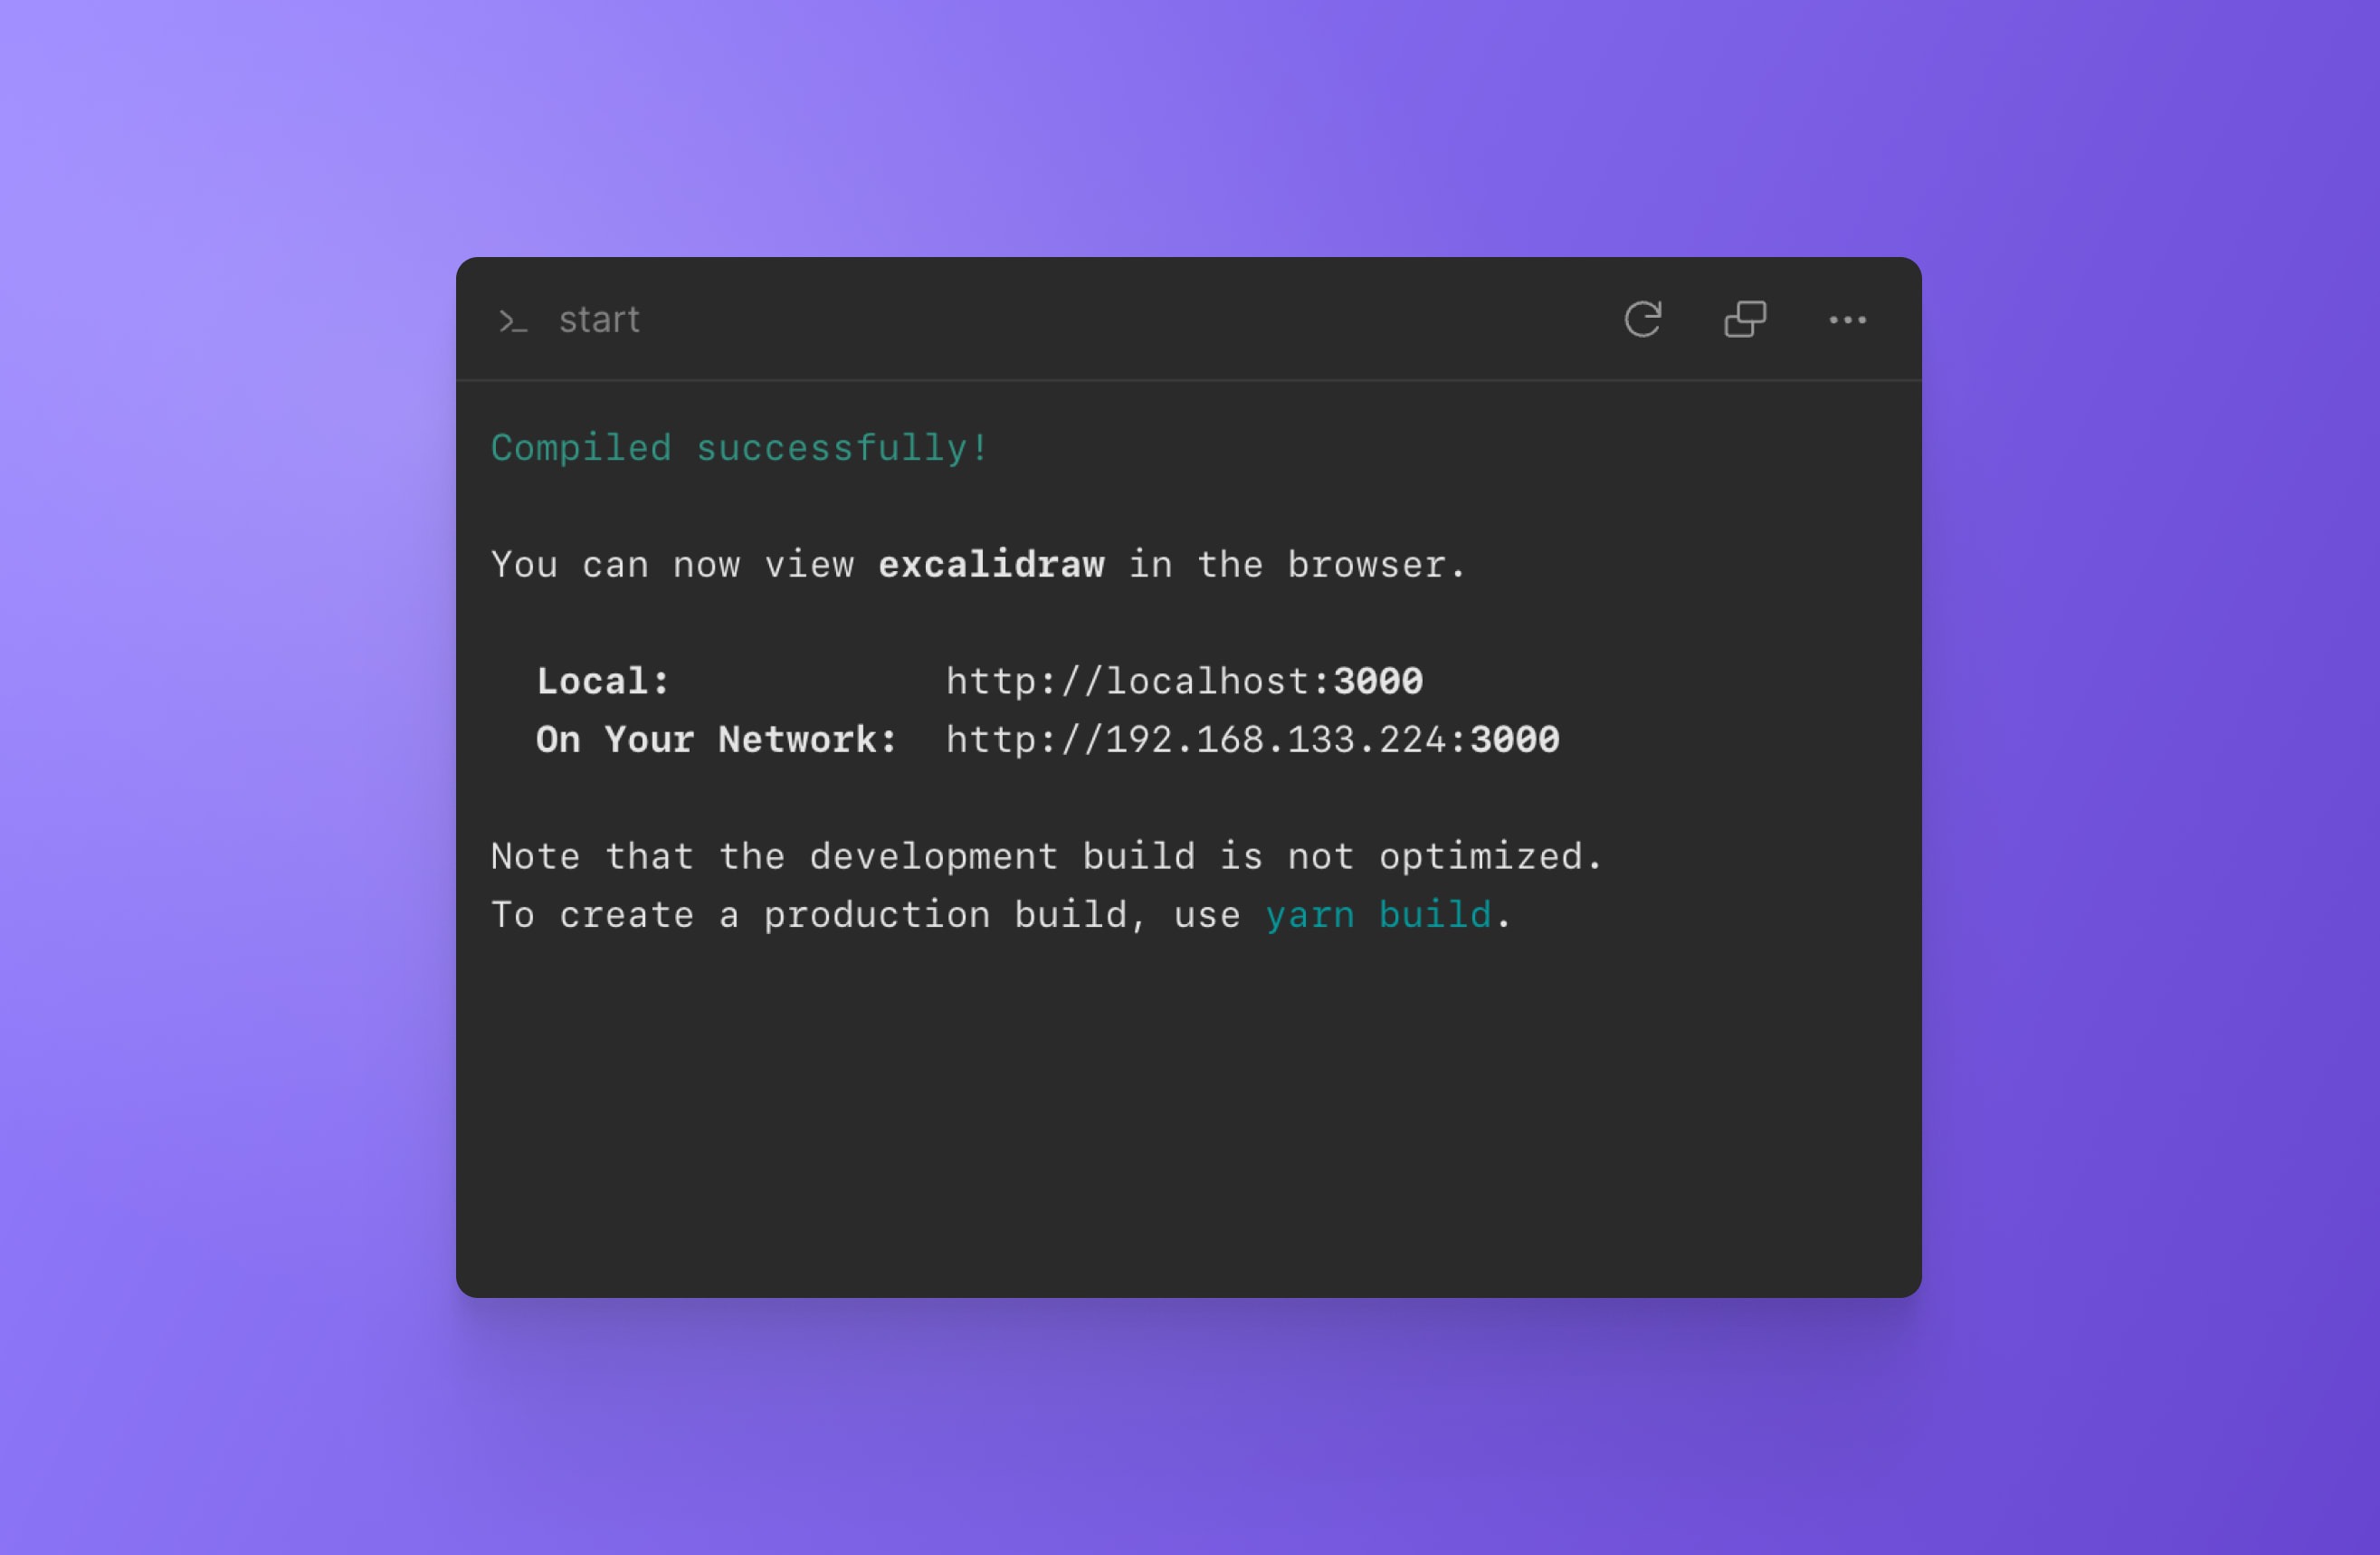 start
Compiled successfully!
You can now view excalidraw in the browser.
Local: http://localhost:3000
On Your Network: http://192.168.133.224:3000
Note that the development build is not optimized.
To create a production build, use yarn build.